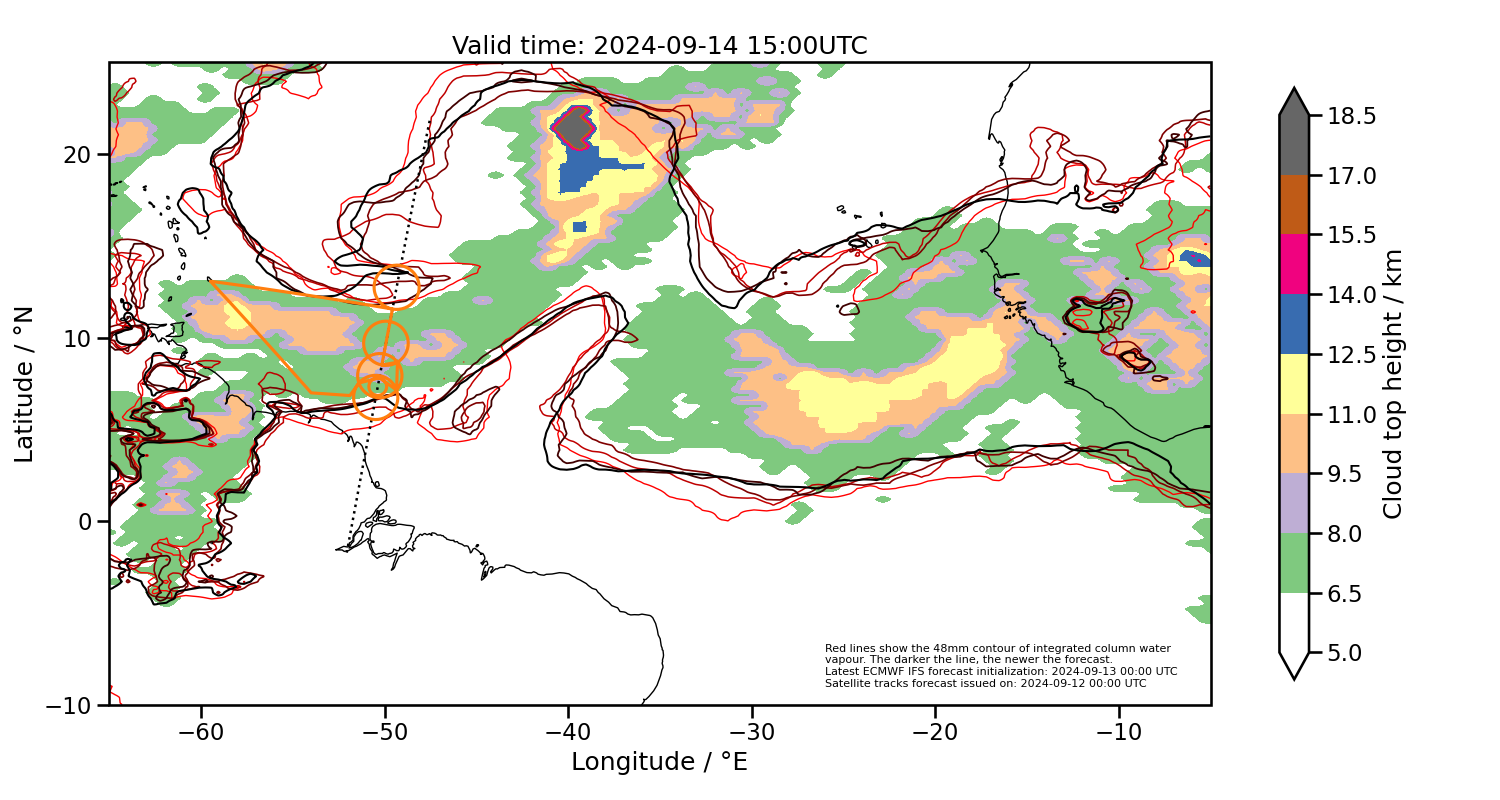 Valid time: 2024-09-14 15:00UTC
20
10
0
−10
Latitude / °N
−60
−50
−40
−30
−20
−10
Longitude / °E
Red lines show the 48mm contour of integrated column water
vapour. The darker the line, the newer the forecast.
Latest ECMWF IFS forecast initialization: 2024-09-13 00:00 UTC
Satellite tracks forecast issued on: 2024-09-12 00:00 UTC
18.5
17.0
15.5
14.0
12.5
11.0
9.5
8.0
6.5
5.0
Cloud top height / km